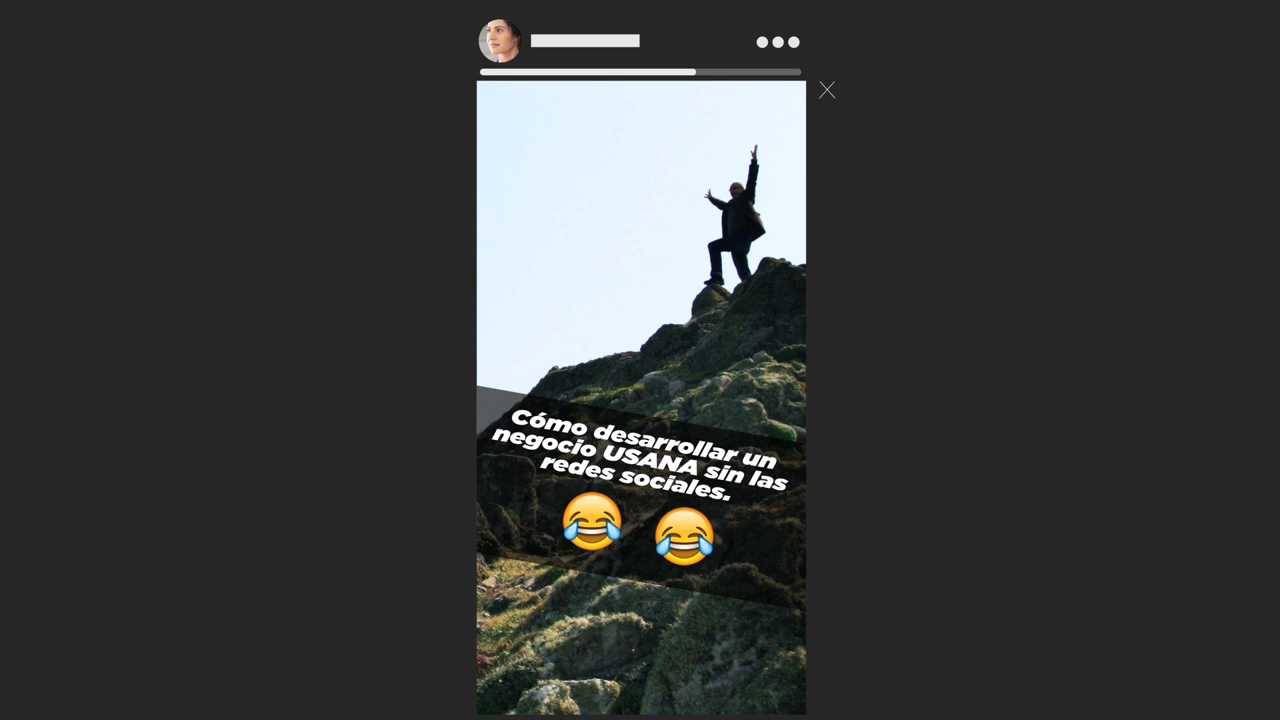 Cómo desarrollar un
negocio USANA sin las
redes sociales.